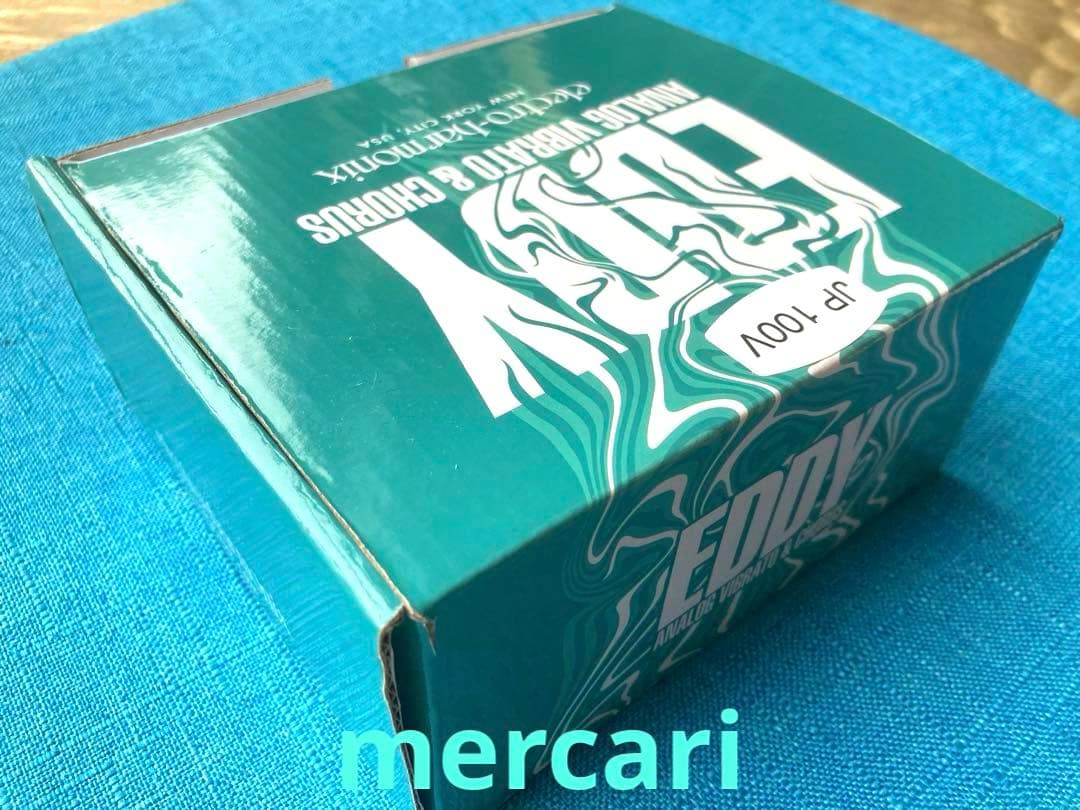 electro-harmonix
NEW YORK CITY, USA
ANALOG VIBRATO & CHORUS
EDDY
JP 100V
EDDY
ANALOG VIBRATO & CHORUS
mercari